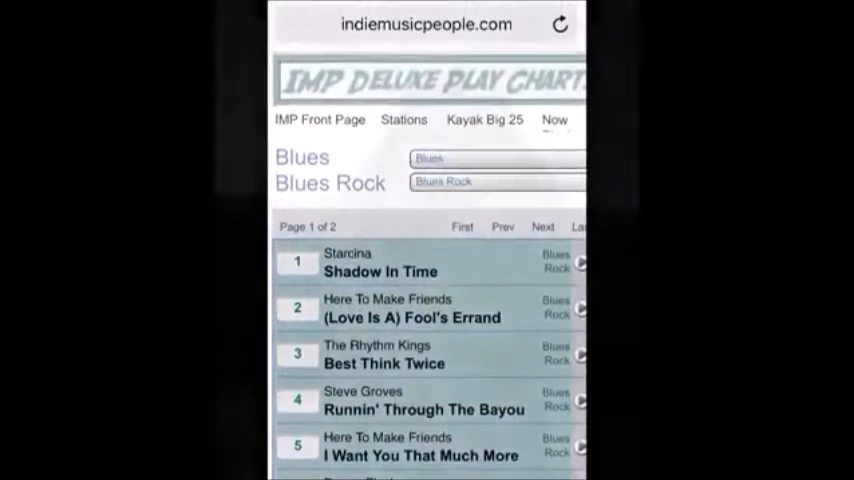 indiemusicpeople.com
IMP DELUXE PLAY CHART
IMP Front Page Stations Kayak Big 25 Now
Blues Blues
Blues Rock Blues Rock
Page 1 of 2 First Prev Next
1 Starcina Blues
Shadow In Time Rock
2 Here To Make Friends Blues
(Love Is A) Fool's Errand Rock
3 The Rhythm Kings Blues
Best Think Twice Rock
4 Steve Groves Blues
Runnin' Through The Bayou Rock
5 Here To Make Friends Blues
I Want You That Much More Rock